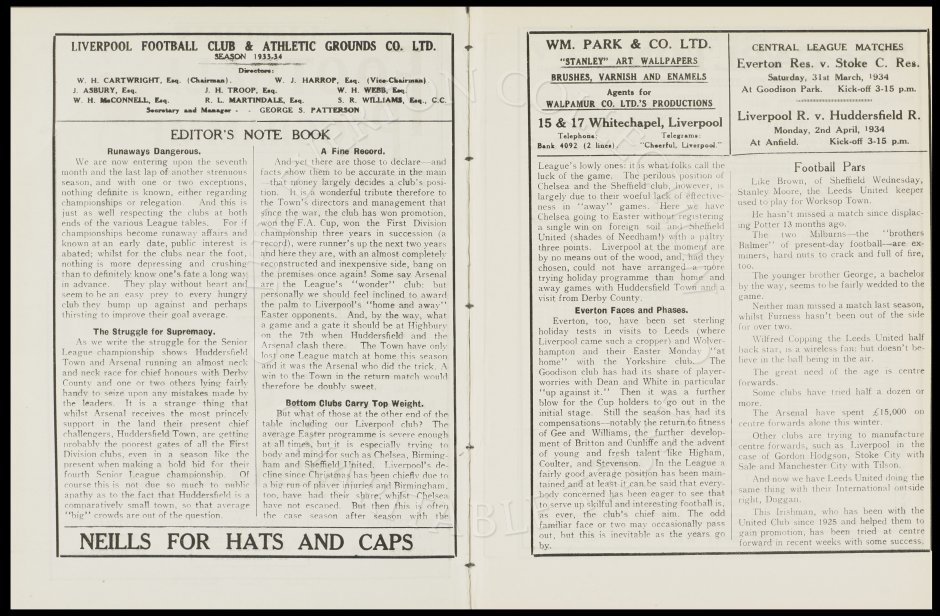 LIVERPOOL FOOTBALL CLUB & ATHLETIC GROUNDS CO. LTD.
SEASON 1933-34
Directors:
W. H. CARTWRIGHT, Esq. (Chairman). W. J. HARROP, Esq. (Vice-Chairman).
J. ASBURY, Esq. J. H. TROOP, Esq. W. H. WEBB, Esq.
W. H. McCONNELL, Esq. R. L. MARTINDALE, Esq. S. R. WILLIAMS, Esq., C.C.
Secretary and Manager - - GEORGE S. PATTERSON
EDITOR'S NOTE BOOK
Runaways Dangerous.
We are now entering upon the seventh
month and the last lap of another strenuous
season, and with one or two exceptions,
nothing definite is known, either regarding
championships or relegation. And this is
just as well respecting the clubs at both
ends of the various League tables. For if
championships become runaway affairs and
known at an early date, public interest is
abated; whilst for the clubs near the foot,
nothing is more depressing and crushing
than to definitely know one's fate a long way
in advance. They play without heart and
seem to be an easy prey to every hungry
club they bump up against and perhaps
thirsting to improve their goal average.
The Struggle for Supremacy.
As we write the struggle for the Senior
League championship shows Huddersfield
Town and Arsenal running an almost neck
and neck race for chief honours with Derby
County and one or two others lying fairly
handy to seize upon any mistakes made by
the leaders. It is a strange thing that
whilst Arsenal receives the most princely
support in the land their present chief
challengers, Huddersfield Town, are getting
probably the poorest gates of all the First
Division clubs, even in a season like the
present when making a bold bid for their
fourth Senior League championship. Of
course this is not due so much to public
apathy as to the fact that Huddersfield is a
comparatively small town, so that average
"big" crowds are out of the question.
A Fine Record.
And yet there are those to declare—and
facts show them to be accurate in the main
—that money largely decides a club's posi-
tion. It is a wonderful tribute therefore to
the Town's directors and management that
since the war, the club has won promotion,
won the F.A. Cup, won the First Division
championship three years in succession (a
record), were runner's up the next two years
and here they are, with an almost completely
reconstructed and inexpensive side, bang on
the premises once again! Some say Arsenal
are the League's "wonder" club but
personally we should feel inclined to award
the palm to Liverpool's "home and away"
Easter opponents. And, by the way, what
a game and a gate it should be at Highbury
on the 7th when Huddersfield and the
Arsenal clash there. The Town have only
lost one League match at home this season
and it was the Arsenal who did the trick. A
win to the Town in the return match would
therefore be doubly sweet.
Bottom Clubs Carry Top Weight.
But what of those at the other end of the
table including our Liverpool club? The
average Easter programme is severe enough
at all times, but it is especially trying to
body and mind for such as Chelsea, Birming-
ham and Sheffield United. Liverpool's de-
cline since Christmas has been chiefly due to
a big run of player injuries and Birmingham,
too, have had their share, whilst Chelsea
have not escaped. But then this is often
the case season after season with the
NEILLS FOR HATS AND CAPS
WM. PARK & CO. LTD.
"STANLEY" ART WALLPAPERS
BRUSHES, VARNISH AND ENAMELS
Agents for
WALPAMUR CO. LTD.'S PRODUCTIONS
15 & 17 Whitechapel, Liverpool
Telephone: Telegrams:
Bank 4092 (2 lines). "Cheerful, Liverpool."
League's lowly ones: it is what folks call the
luck of the game. The perilous position of
Chelsea and the Sheffield club, however, is
largely due to their woeful lack of effective-
ness in "away" games. Here we have
Chelsea going to Easter without registering
a single win on foreign soil and Sheffield
United (shades of Needham!) with a paltry
three points. Liverpool at the moment are
by no means out of the wood, and, had they
chosen, could not have arranged a more
trying holiday programme than home and
away games with Huddersfield Town and a
visit from Derby County.
Everton Faces and Phases.
Everton, too, have been set sterling
holiday tests in visits to Leeds (where
Liverpool came such a cropper) and Wolver-
hampton and their Easter Monday "at
home" with the Yorkshire club. The
Goodison club has had its share of player-
worries with Dean and White in particular
"up against it." Then it was a further
blow for the Cup holders to go out in the
initial stage. Still the season has had its
compensations—notably the return to fitness
of Gee and Williams, the further develop-
ment of Britton and Cunliffe and the advent
of young and fresh talent like Higham,
Coulter, and Stevenson. In the League a
fairly good average position has been main-
tained and at least it can be said that every-
body concerned has been eager to see that
to serve up skilful and interesting football is,
as ever, the club's chief aim. The odd
familiar face or two may occasionally pass
out, but this is inevitable as the years go
by.
CENTRAL LEAGUE MATCHES
Everton Res. v. Stoke C. Res.
Saturday, 31st March, 1934
At Goodison Park. Kick-off 3-15 p.m.
Liverpool R. v. Huddersfield R.
Monday, 2nd April, 1934
At Anfield. Kick-off 3-15 p.m.
Football Pars
Like Brown, of Sheffield Wednesday,
Stanley Moore, the Leeds United keeper
used to play for Worksop Town.
He hasn't missed a match since displac-
ing Potter 13 months ago.
The two Milburns—the "brothers
Balmer" of present-day football—are ex-
miners, hard nuts to crack and full of fire,
too.
The younger brother George, a bachelor
by the way, seems to be fairly wedded to the
game.
Neither man missed a match last season,
whilst Furness hasn't been out of the side
for over two.
Wilfred Copping the Leeds United half
back star, is a wireless fan, but doesn't be-
lieve in the ball being in the air.
The great need of the age is centre
forwards.
Some clubs have tried half a dozen or
more.
The Arsenal have spent £15,000 on
centre forwards alone this winter.
Other clubs are trying to manufacture
centre forwards, such as Liverpool in the
case of Gordon Hodgson, Stoke City with
Sale and Manchester City with Tilson.
And now we have Leeds United doing the
same thing with their International outside
right, Duggan.
This Irishman, who has been with the
United Club since 1925 and helped them to
gain promotion, has been tried at centre
forward in recent weeks with some success.